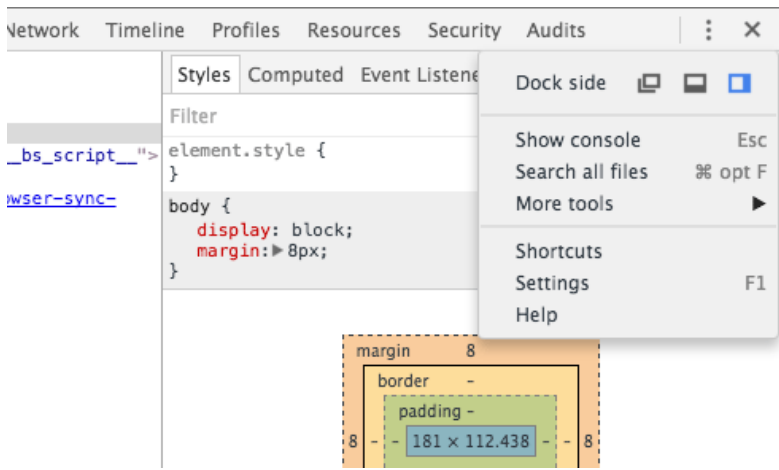 Network Timeline Profiles Resources Security Audits
Styles Computed Event Listene
Filter
__bs_script__">
owser-sync-
element.style {
}
body {
display: block;
margin: 8px;
}
Dock side
Show console Esc
Search all files ⌘ opt F
More tools
Shortcuts
Settings F1
Help
margin 8
border -
padding -
8 - - 181 × 112.438 - - 8